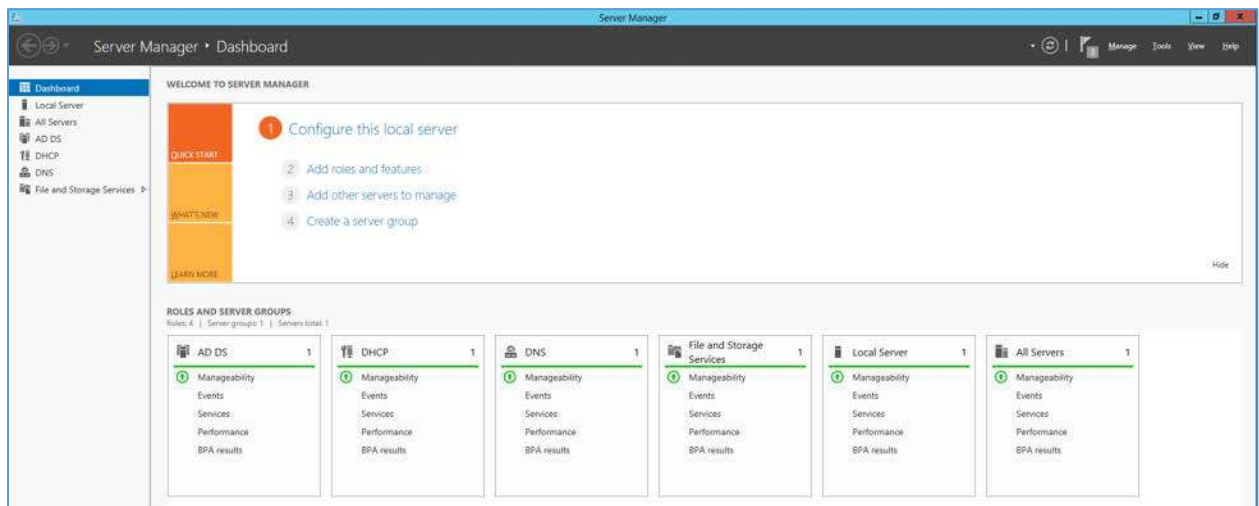 Server Manager
Server Manager ‣ Dashboard
1 Manage Tools View Help
Dashboard
Local Server
All Servers
AD DS
DHCP
DNS
File and Storage Services
WELCOME TO SERVER MANAGER
QUICK START
WHAT'S NEW
LEARN MORE
1 Configure this local server
2 Add roles and features
3 Add other servers to manage
4 Create a server group
Hide
ROLES AND SERVER GROUPS
Roles: 4 | Server groups: 1 | Servers total: 1
AD DS 1
Manageability
Events
Services
Performance
BPA results
DHCP 1
Manageability
Events
Services
Performance
BPA results
DNS 1
Manageability
Events
Services
Performance
BPA results
File and Storage
Services 1
Manageability
Events
Services
Performance
BPA results
Local Server 1
Manageability
Events
Services
Performance
BPA results
All Servers 1
Manageability
Events
Services
Performance
BPA results